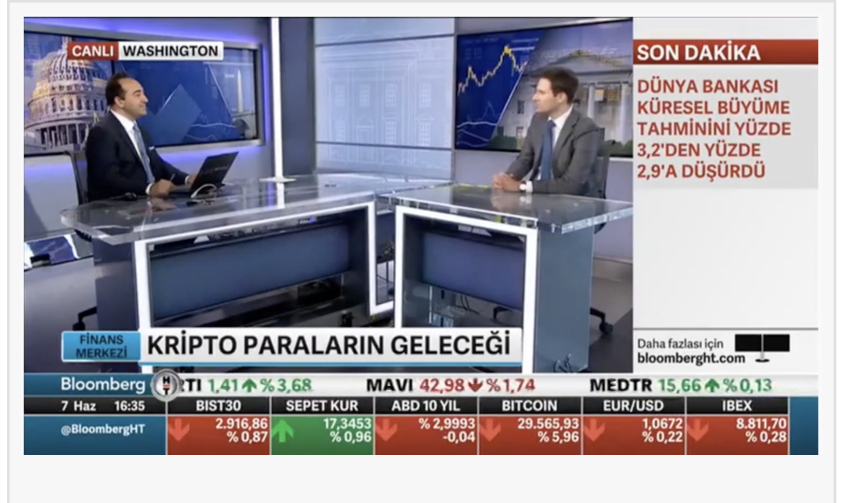 CANLI WASHINGTON
SON DAKİKA
DÜNYA BANKASI
KÜRESEL BÜYÜME
TAHMİNİNİ YÜZDE
3,2'DEN YÜZDE
2,9'A DÜŞÜRDÜ
FİNANS
MERKEZİ
KRİPTO PARALARIN GELECEĞİ
Daha fazlası için
bloomberght.com
Bloomberg HT RTI 1,41 %3,68 MAVI 42,98 %1,74 MEDTR 15,66 %0,13
7 Haz 16:35 BIST30 SEPET KUR ABD 10 YIL BITCOIN EUR/USD IBEX
@BloombergHT 2.916,86 17,3453 % 2,9993 29.565,93 1,0672 8.811,70
% 0,87 % 0,96 -0,04 % 5,96 % 0,22 % 0,28